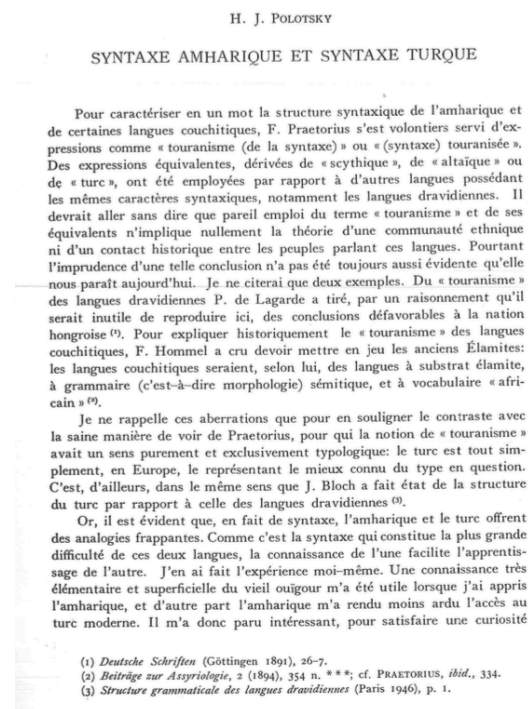 H. J. POLOTSKY
SYNTAXE AMHARIQUE ET SYNTAXE TURQUE
Pour caractériser en un mot la structure syntaxique de l'amharique et
de certaines langues couchitiques, F. Praetorius s'est volontiers servi d'ex-
pressions comme « touranisme (de la syntaxe) » ou « (syntaxe) touranisée ».
Des expressions équivalentes, dérivées de « scythique », de « altaïque » ou
de « turc », ont été employées par rapport à d'autres langues possédant
les mêmes caractères syntaxiques, notamment les langues dravidiennes. Il
devrait aller sans dire que pareil emploi du terme « touranisme » et de ses
équivalents n'implique nullement la théorie d'une communauté ethnique
ni d'un contact historique entre les peuples parlant ces langues. Pourtant
l'imprudence d'une telle conclusion n'a pas été toujours aussi évidente qu'elle
nous paraît aujourd'hui. Je ne citerai que deux exemples. Du « touranisme »
des langues dravidiennes P. de Lagarde a tiré, par un raisonnement qu'il
serait inutile de reproduire ici, des conclusions défavorables à la nation
hongroise (1). Pour expliquer historiquement le « touranisme » des langues
couchitiques, F. Hommel a cru devoir mettre en jeu les anciens Élamites:
les langues couchitiques seraient, selon lui, des langues à substrat élamite,
à grammaire (c'est-à-dire morphologie) sémitique, et à vocabulaire « afri-
cain » (2).
Je ne rappelle ces aberrations que pour en souligner le contraste avec
la saine manière de voir de Praetorius, pour qui la notion de « touranisme »
avait un sens purement et exclusivement typologique: le turc est tout sim-
plement, en Europe, le représentant le mieux connu du type en question.
C'est, d'ailleurs, dans le même sens que J. Bloch a fait état de la structure
du turc par rapport à celle des langues dravidiennes (3).
Or, il est évident que, en fait de syntaxe, l'amharique et le turc offrent
des analogies frappantes. Comme c'est la syntaxe qui constitue la plus grande
difficulté de ces deux langues, la connaissance de l'une facilite l'apprentis-
sage de l'autre. J'en ai fait l'expérience moi-même. Une connaissance très
élémentaire et superficielle du vieil ouïgour m'a été utile lorsque j'ai appris
l'amharique, et d'autre part l'amharique m'a rendu moins ardu l'accès au
turc moderne. Il m'a donc paru intéressant, pour satisfaire une curiosité
(1) Deutsche Schriften (Göttingen 1891), 26-7.
(2) Beiträge zur Assyriologie, 2 (1894), 354 n. ***; cf. PRAETORIUS, ibid., 334.
(3) Structure grammaticale des langues dravidiennes (Paris 1946), p. 1.